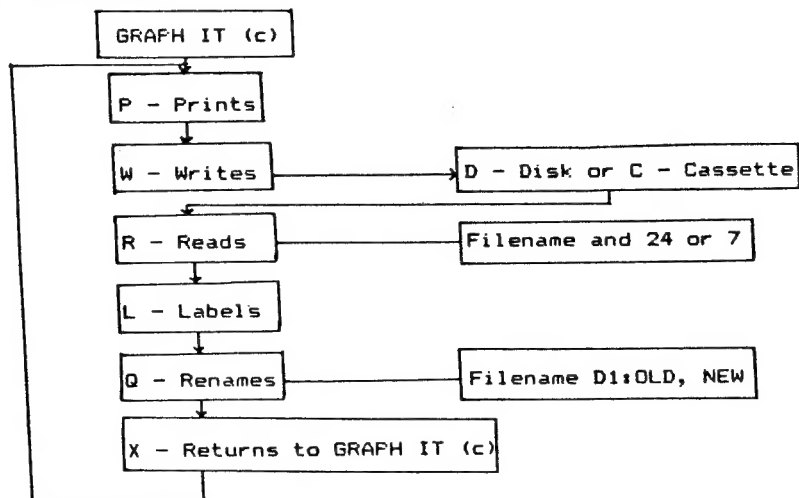 GRAPH IT (c)
P - Prints
W - Writes
D - Disk or C - Cassette
R - Reads
Filename and 24 or 7
L - Labels
Q - Renames
Filename D1:OLD, NEW
X - Returns to GRAPH IT (c)